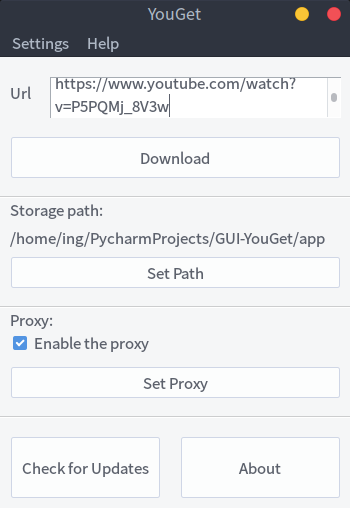 YouGet
Settings Help
Url
https://www.youtube.com/watch?
v=P5PQMj_8V3w
Download
Storage path:
/home/ing/PycharmProjects/GUI-YouGet/app
Set Path
Proxy:
Enable the proxy
Set Proxy
Check for Updates
About